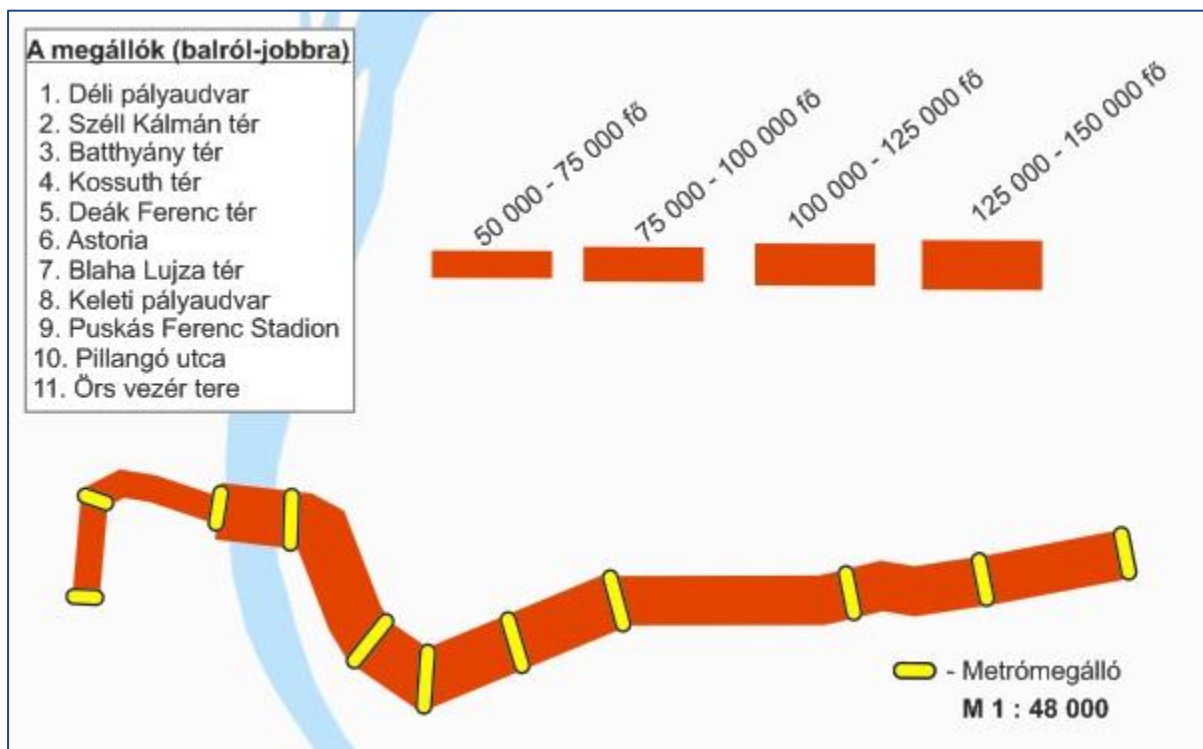 A megállók (balról-jobbra)
1. Déli pályaudvar
2. Széll Kálmán tér
3. Batthyány tér
4. Kossuth tér
5. Deák Ferenc tér
6. Astoria
7. Blaha Lujza tér
8. Keleti pályaudvar
9. Puskás Ferenc Stadion
10. Pillangó utca
11. Örs vezér tere
50 000 - 75 000 fő
75 000 - 100 000 fő
100 000 - 125 000 fő
125 000 - 150 000 fő
- Metrómegálló
M 1 : 48 000